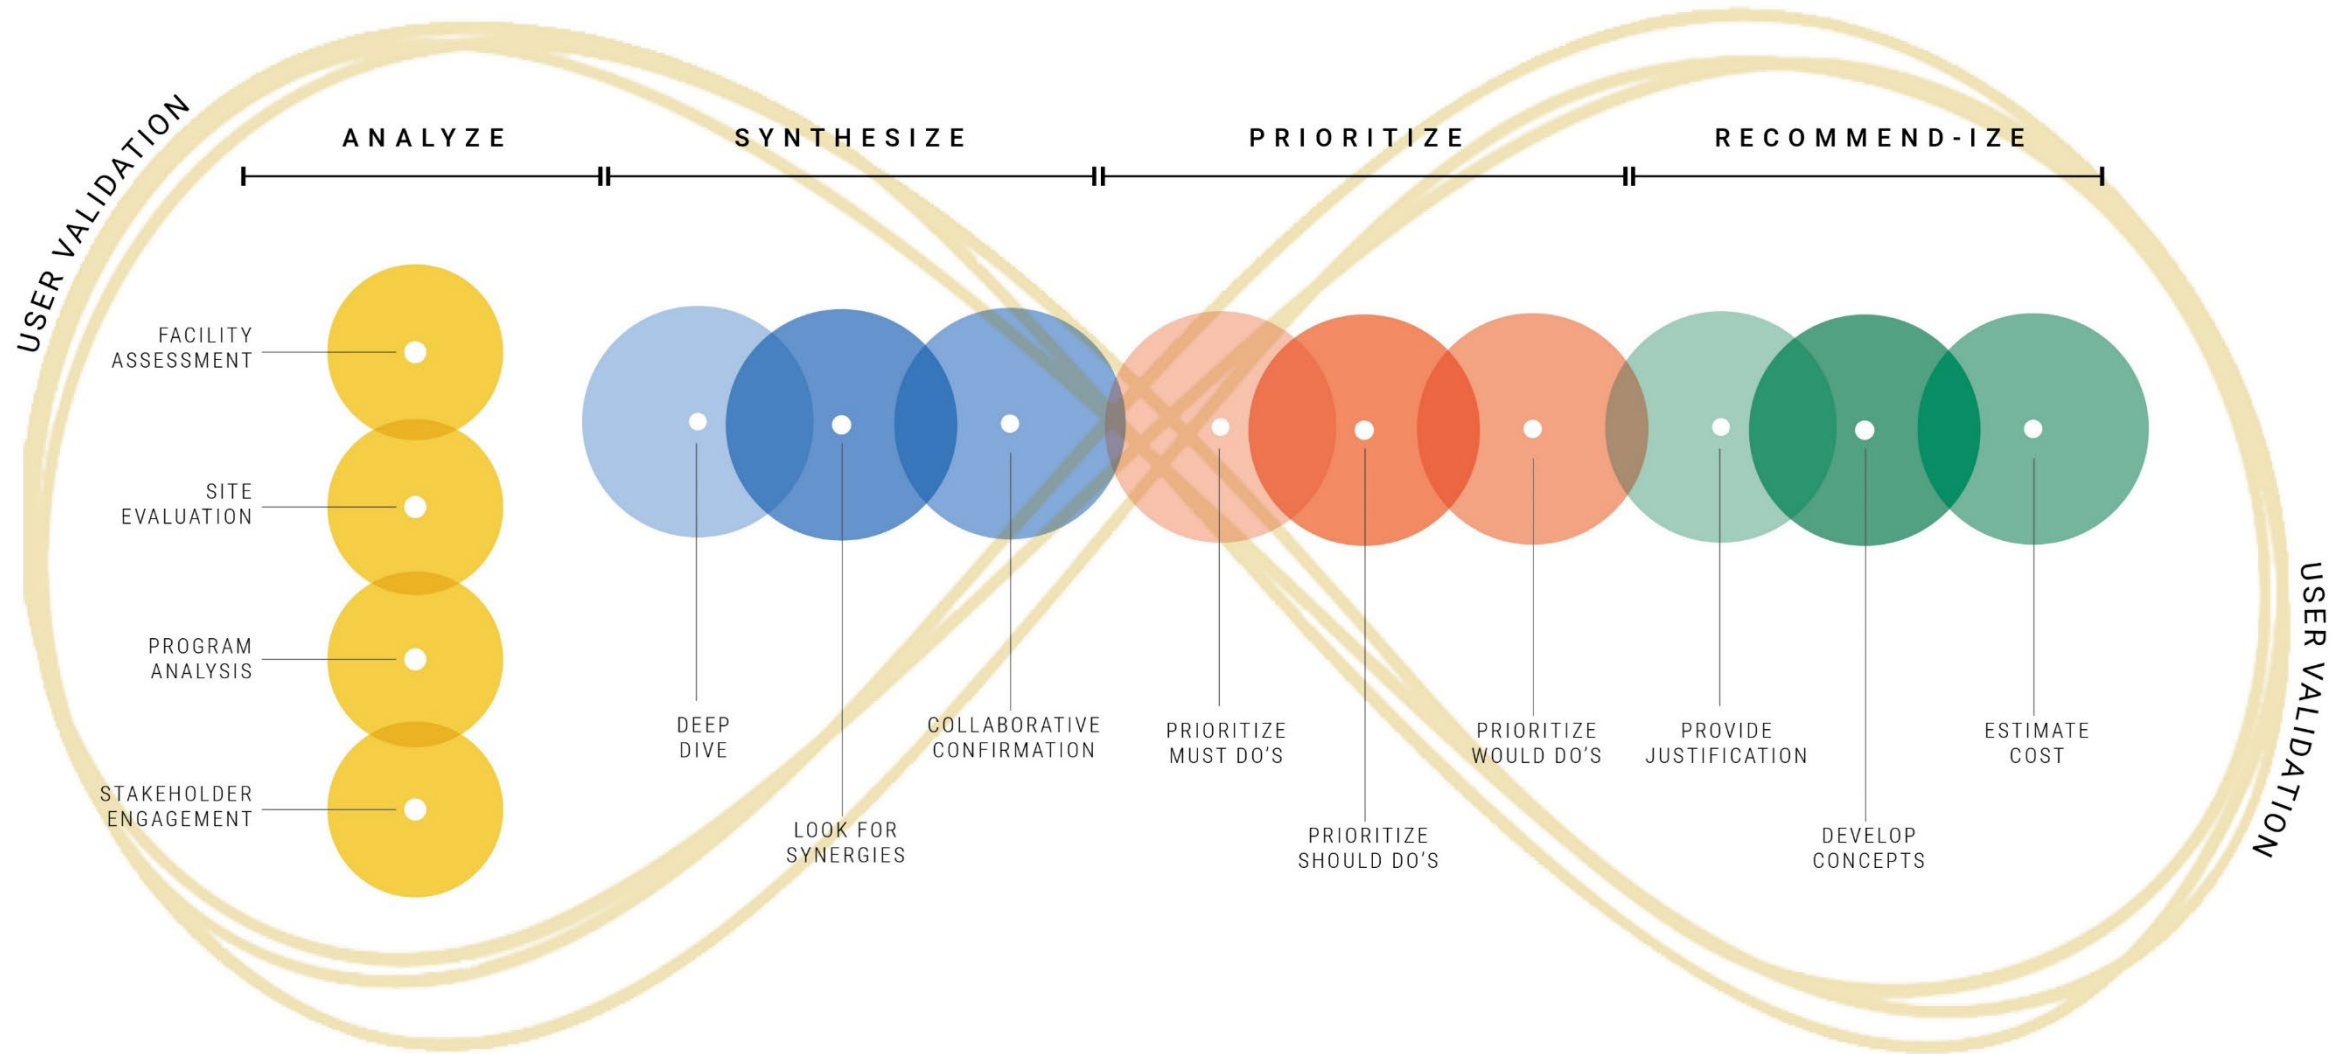 USER VALIDATION
ANALYZE
SYNTHESIZE
PRIORITIZE
RECOMMEND-IZE
FACILITY
ASSESSMENT
SITE
EVALUATION
PROGRAM
ANALYSIS
STAKEHOLDER
ENGAGEMENT
DEEP
DIVE
LOOK FOR
SYNERGIES
COLLABORATIVE
CONFIRMATION
PRIORITIZE
MUST DO’S
PRIORITIZE
SHOULD DO’S
PRIORITIZE
WOULD DO’S
PROVIDE
JUSTIFICATION
DEVELOP
CONCEPTS
ESTIMATE
COST
USER VALIDATION